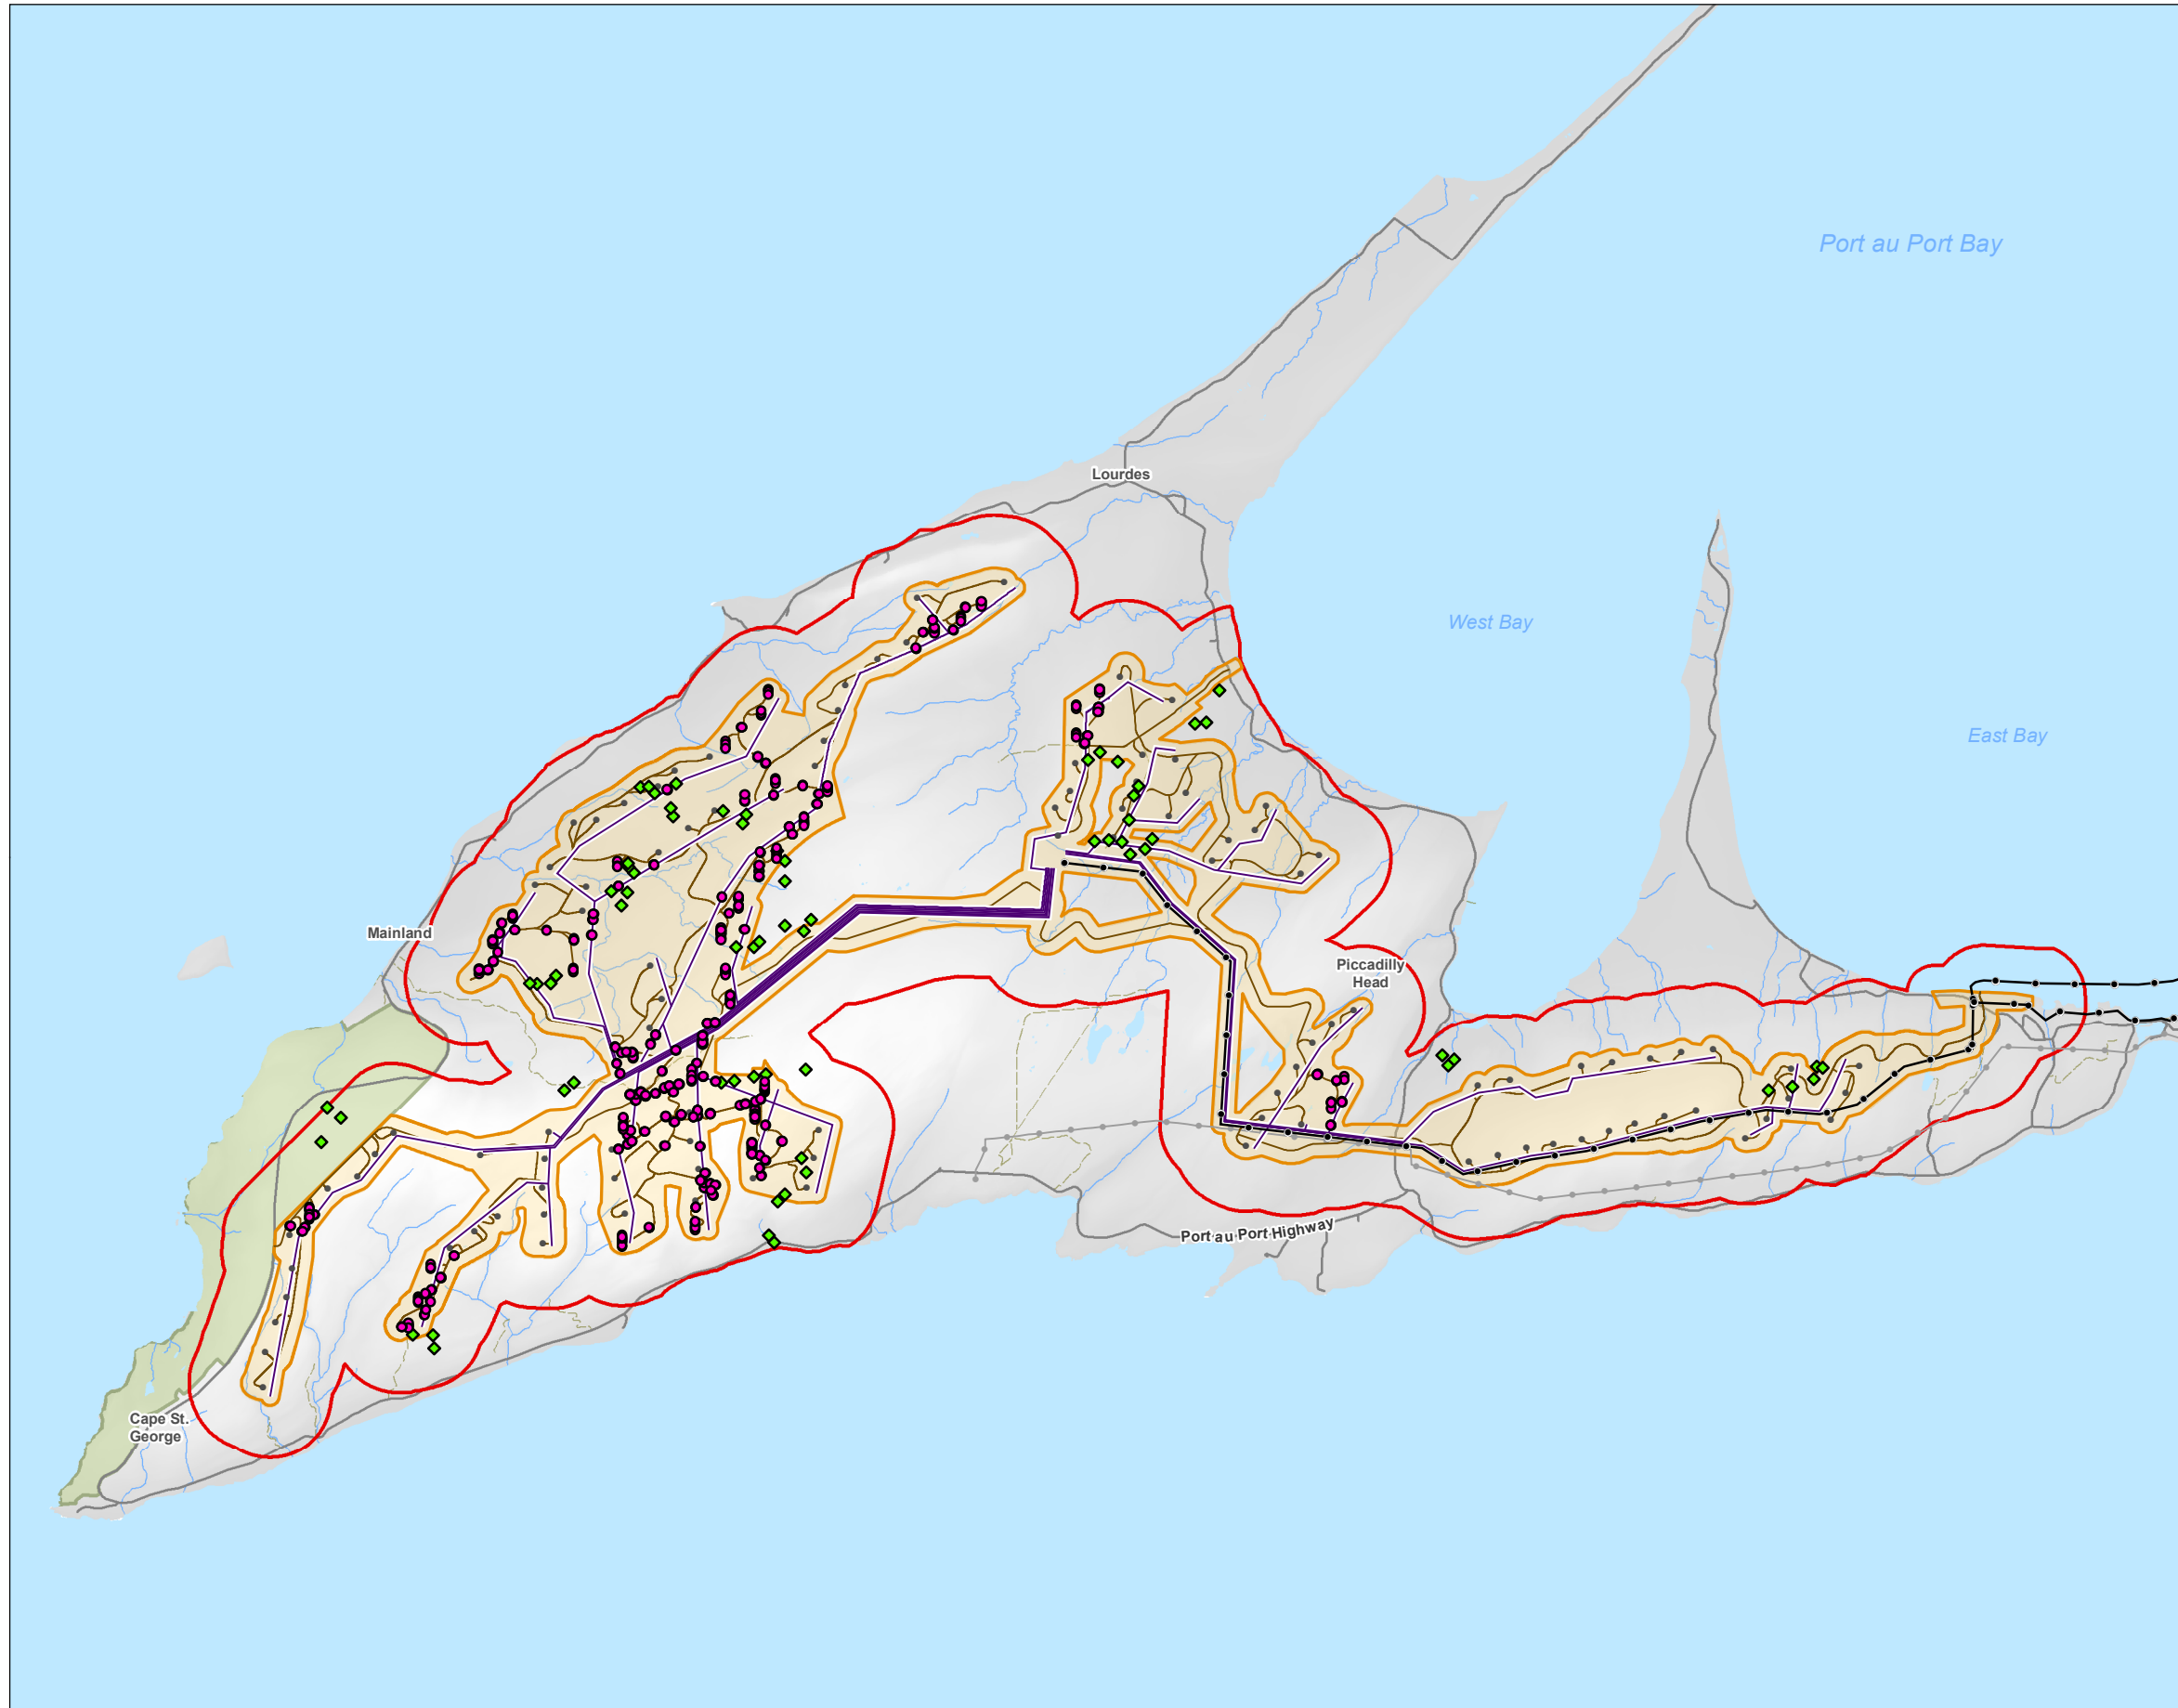 Port au Port Bay
Lourdes
West Bay
East Bay
Mainland
Piccadilly
Head
Port au Port Highway
Cape St.
George